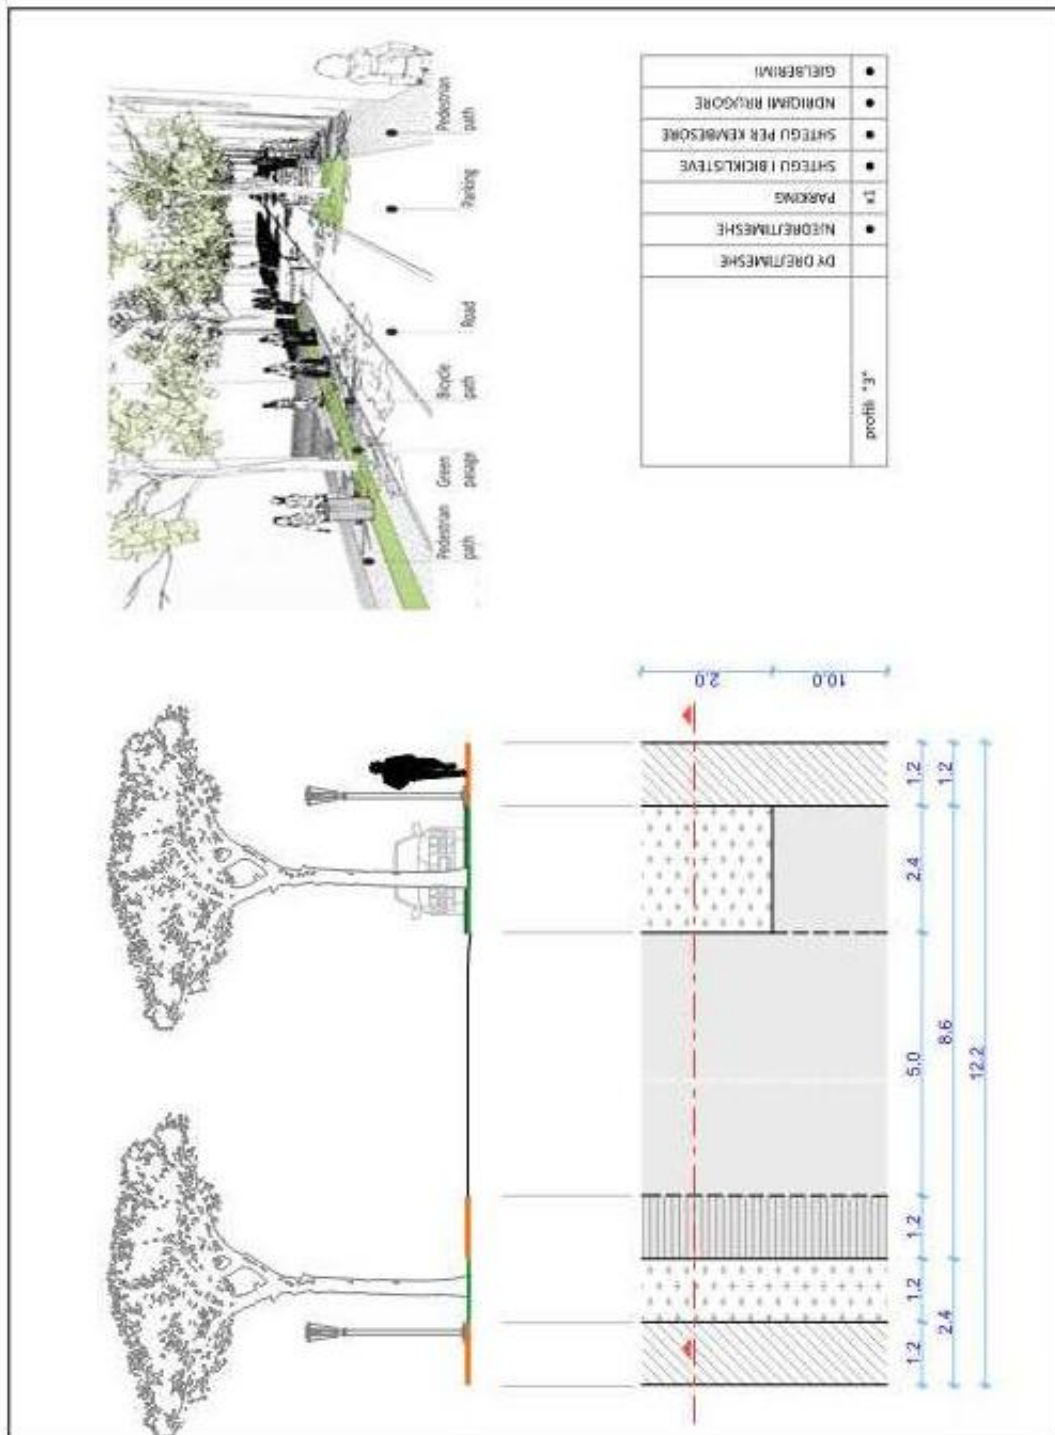 Pedestrian
path
Green
pasage
Bicycle
path
Road
Parking
Pedestrian
path
DY DREJTIMESHE
NJEDREJTIMESHE
PARKING
SHTEGU I BICIKLISTEVE
SHTEGU PER KEMBESORE
NDRIQIMI RRUGORE
GJELBERIMI
profili "3"
x1
2.0
10.0
1.2
1.2
1.2
5.0
2.4
1.2
2.4
8.6
1.2
12.2